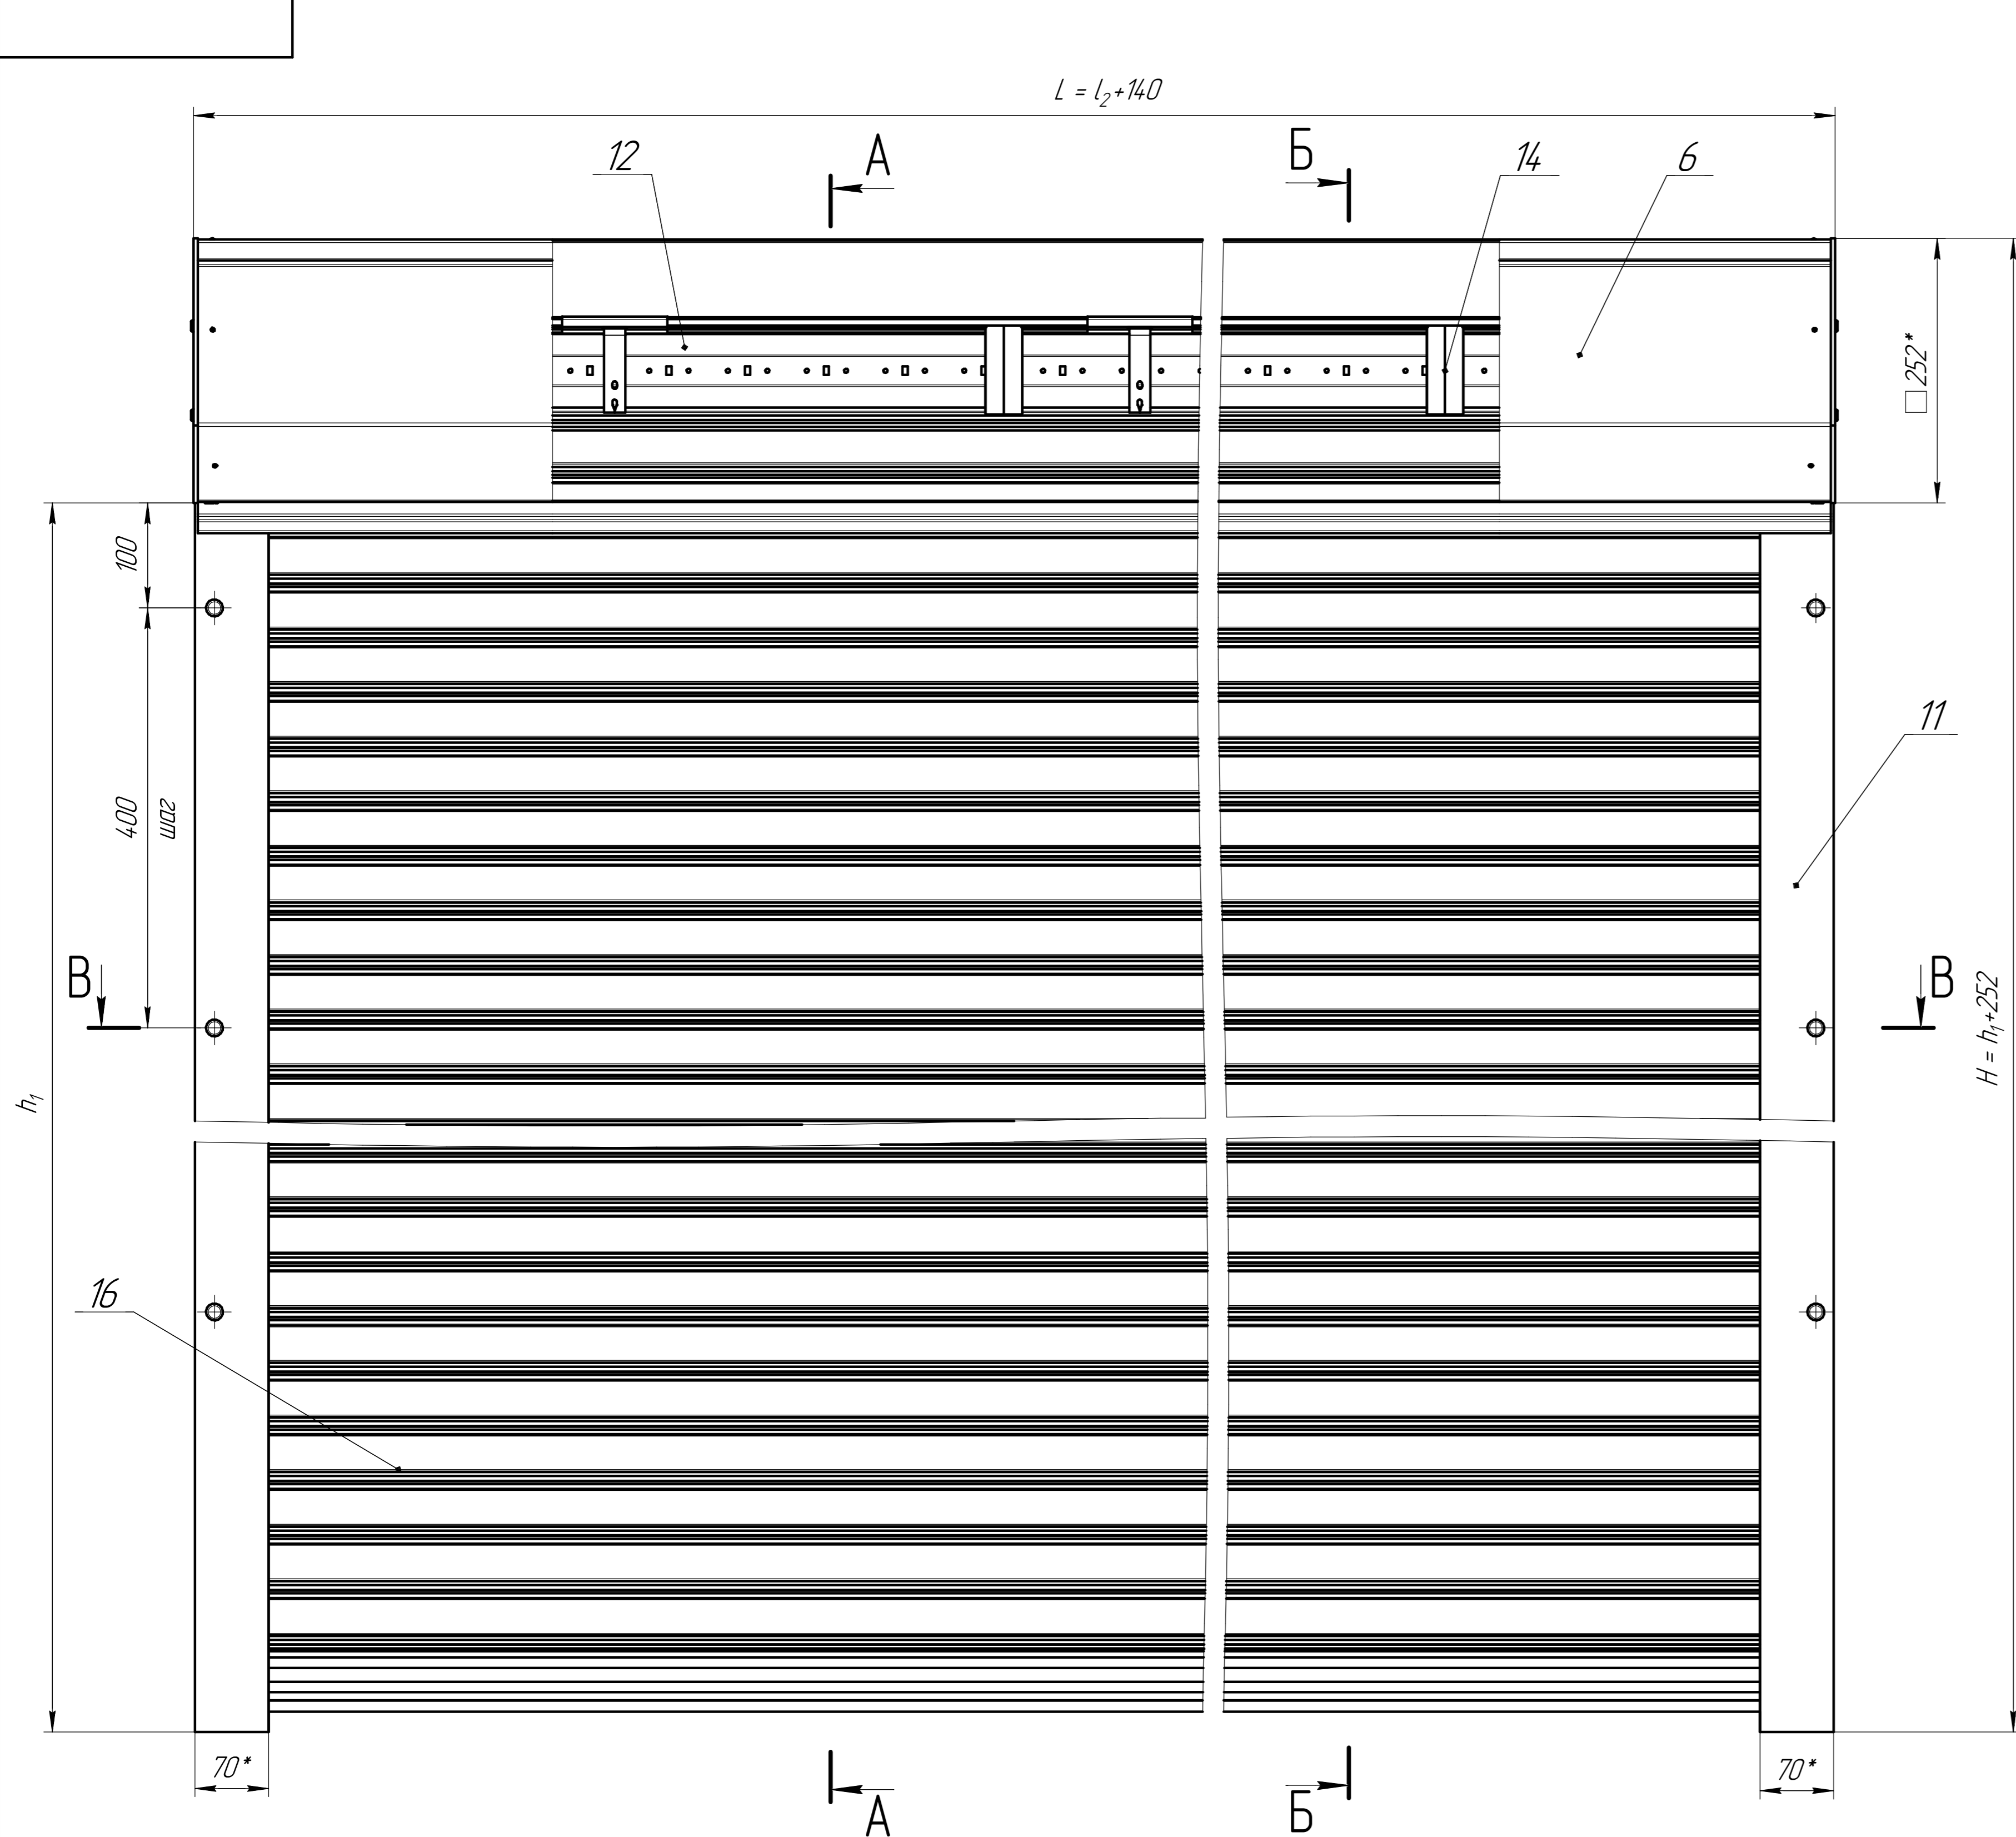 L = l₂+140
12
А
Б
14
6
□252*
100
11
400
шаг
В
В
H = h₁+252
h₁
16
70*
70*
А
Б